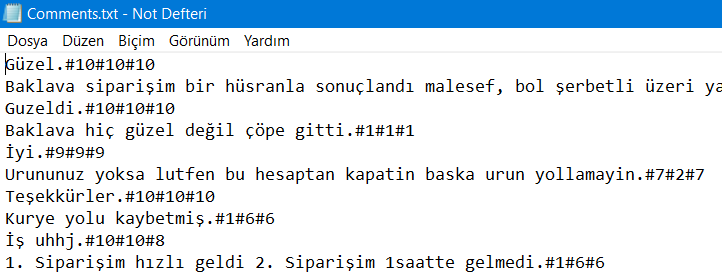 Comments.txt - Not Defteri
Dosya Düzen Biçim Görünüm Yardım
Güzel.#10#10#10
Baklava siparişim bir hüsranla sonuçlandı malesef, bol şerbetli üzeri ya
Guzeldi.#10#10#10
Baklava hiç güzel değil çöpe gitti.#1#1#1
İyi.#9#9#9
Urununuz yoksa lutfen bu hesaptan kapatin baska urun yollamayin.#7#2#7
Teşekkürler.#10#10#10
Kurye yolu kaybetmiş.#1#6#6
İş uhhj.#10#10#8
1. Siparişim hızlı geldi 2. Siparişim 1saatte gelmedi.#1#6#6